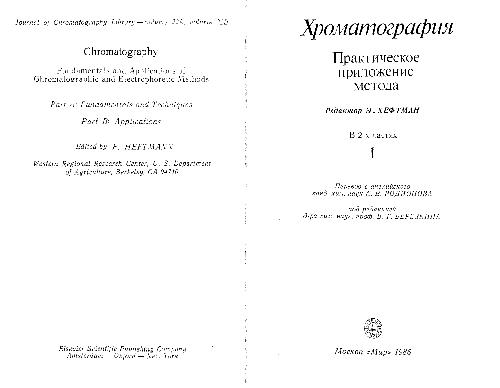 Journal of Chromatography Library — volume 22A, volume 22B
Chromatography
Fundamentals and Applications of
Chromatographic and Electrophoretic Methods
Part A: Fundamentals and Techniques
Part B: Applications
Edited by E. HEFTMANN
Western Regional Research Center, U. S. Department
of Agriculture, Berkeley, CA 94710
Elsevier Scientific Publishing Company
Amsterdam — Oxford — New York
Хроматография
Практическое
приложение
метода
Редактор Э. ХЕФТМАН
В 2 частях
1
Перевод с английского
канд. хим. наук А. В. РОДИОНОВА
под редакцией
д-ра хим. наук, проф. В. Г. БЕРЕЗКИНА
Москва «Мир» 1986